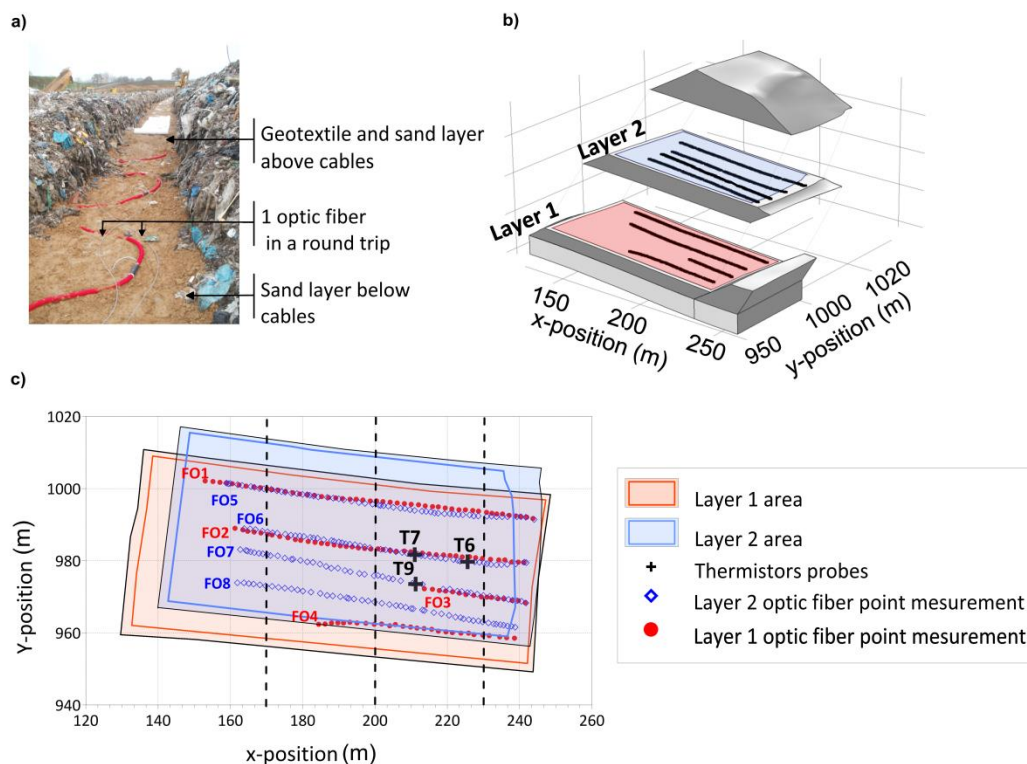 a)
Geotextile and sand layer
above cables
1 optic fiber
in a round trip
Sand layer below
cables
b)
Layer 2
Layer 1
150
200
250
x-position (m)
950
1000
1020
y-position (m)
c)
1020
1000
980
960
940
Y-position (m)
120
140
160
180
200
220
240
260
x-position (m)
FO1
FO5
FO6
FO2
FO7
FO8
FO4
FO3
T7
T6
T9
Layer 1 area
Layer 2 area
Thermistors probes
Layer 2 optic fiber point mesurement
Layer 1 optic fiber point mesurement